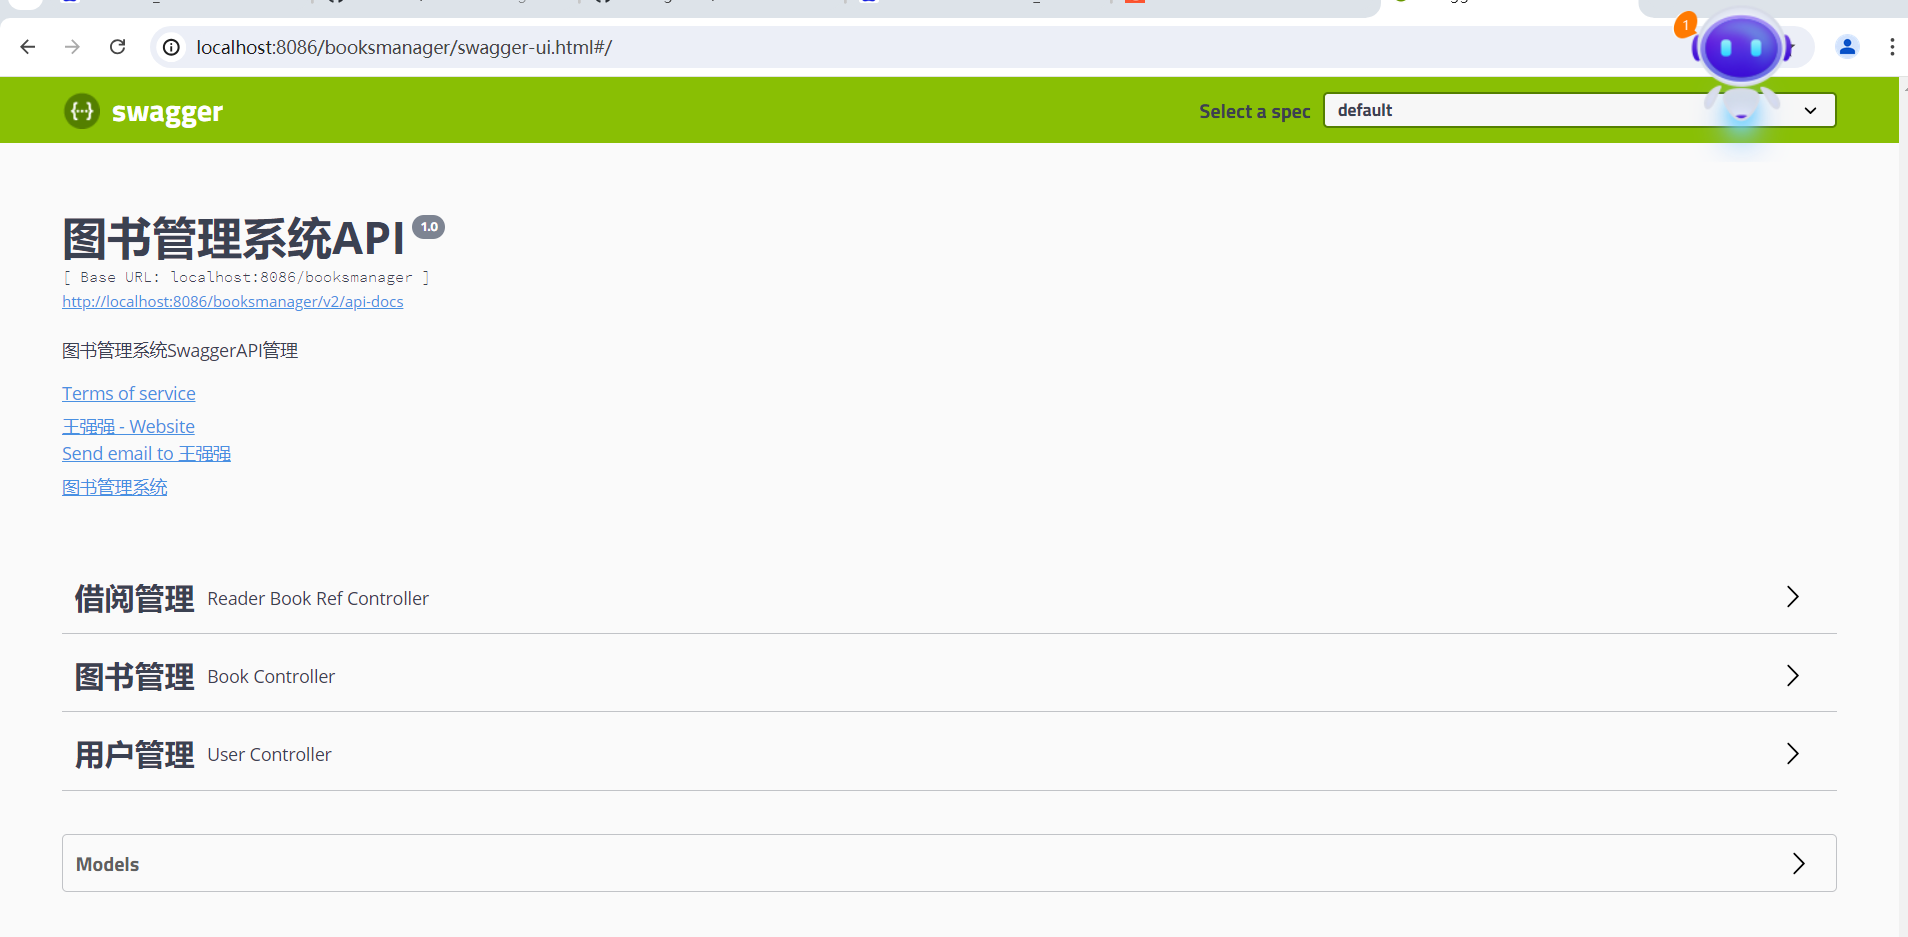 localhost:8086/booksmanager/swagger-ui.html#/
1
swagger
Select a spec
default
图书管理系统API 1.0
[ Base URL: localhost:8086/booksmanager ]
http://localhost:8086/booksmanager/v2/api-docs
图书管理系统SwaggerAPI管理
Terms of service
王强强 - Website
Send email to 王强强
图书管理系统
借阅管理 Reader Book Ref Controller
图书管理 Book Controller
用户管理 User Controller
Models